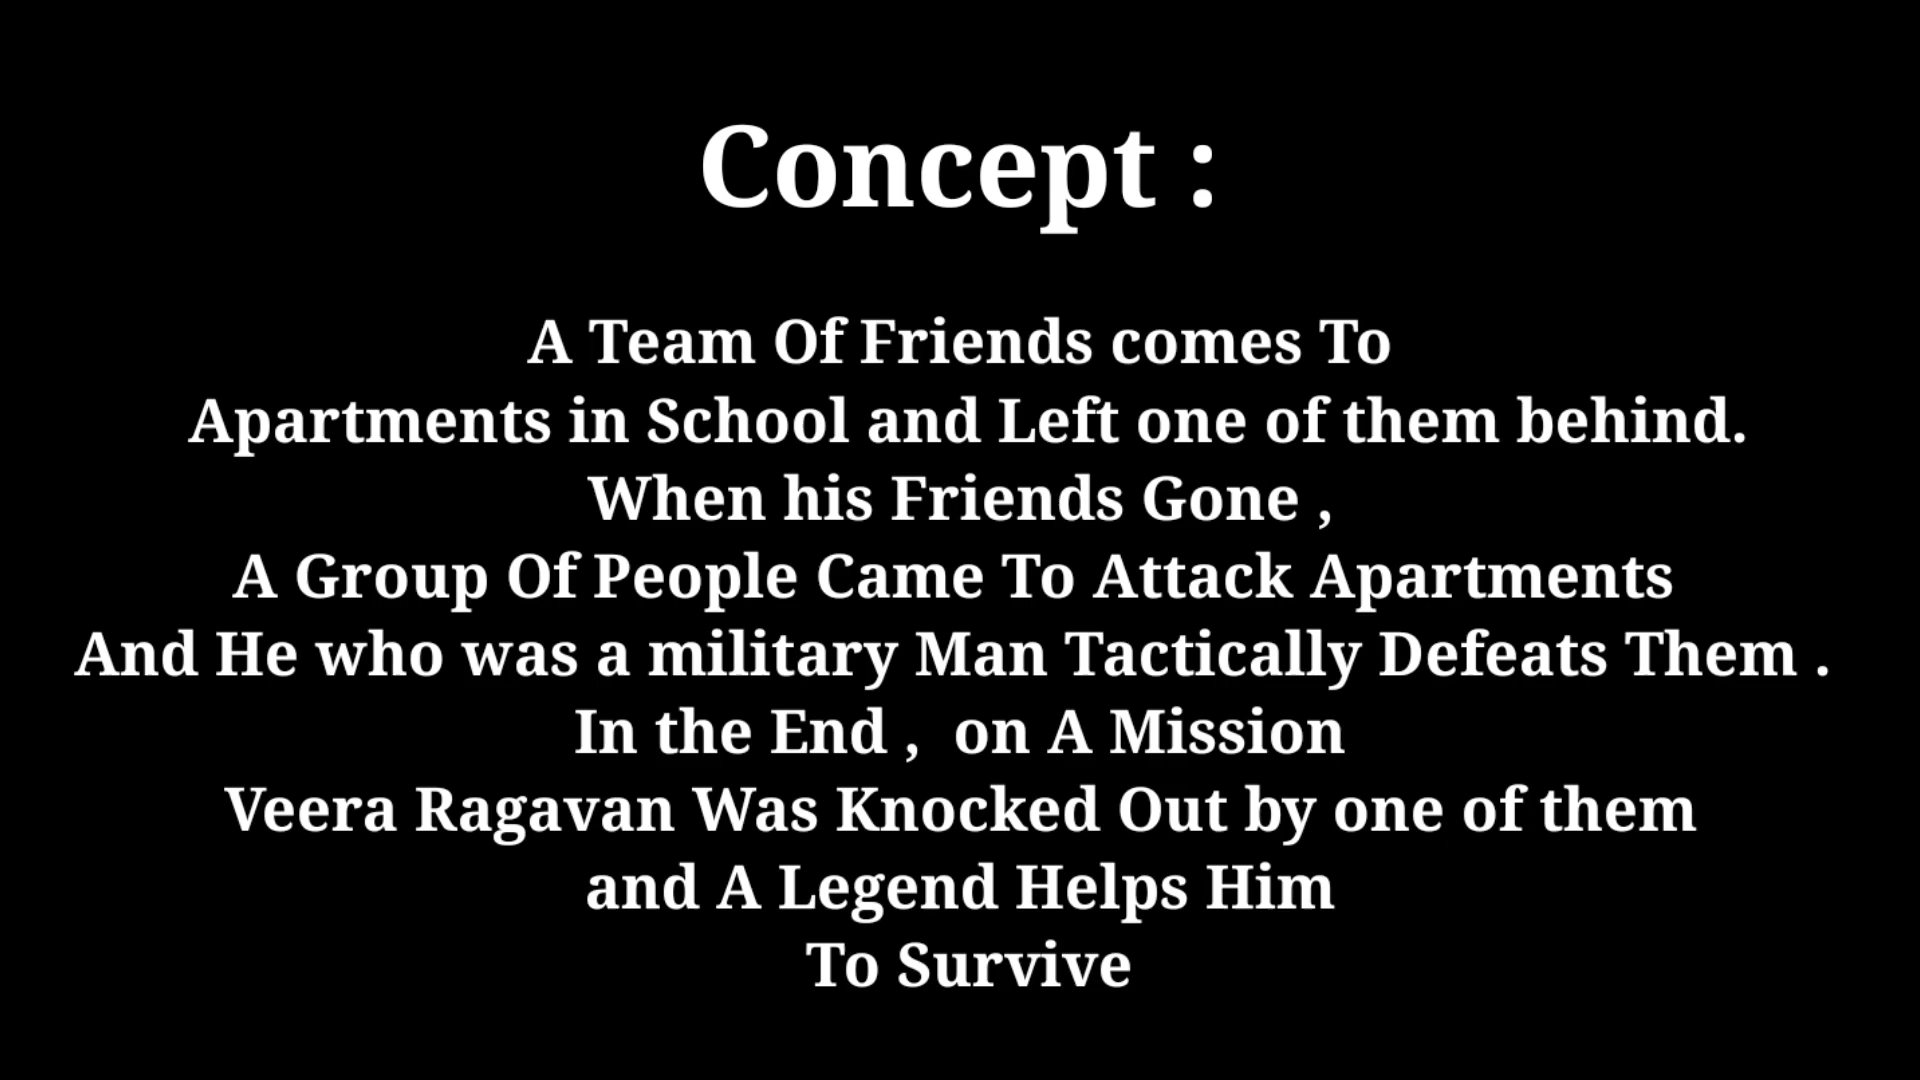 Concept :
A Team Of Friends comes To
Apartments in School and Left one of them behind.
When his Friends Gone ,
A Group Of People Came To Attack Apartments
And He who was a military Man Tactically Defeats Them .
In the End ,  on A Mission
Veera Ragavan Was Knocked Out by one of them
and A Legend Helps Him
To Survive